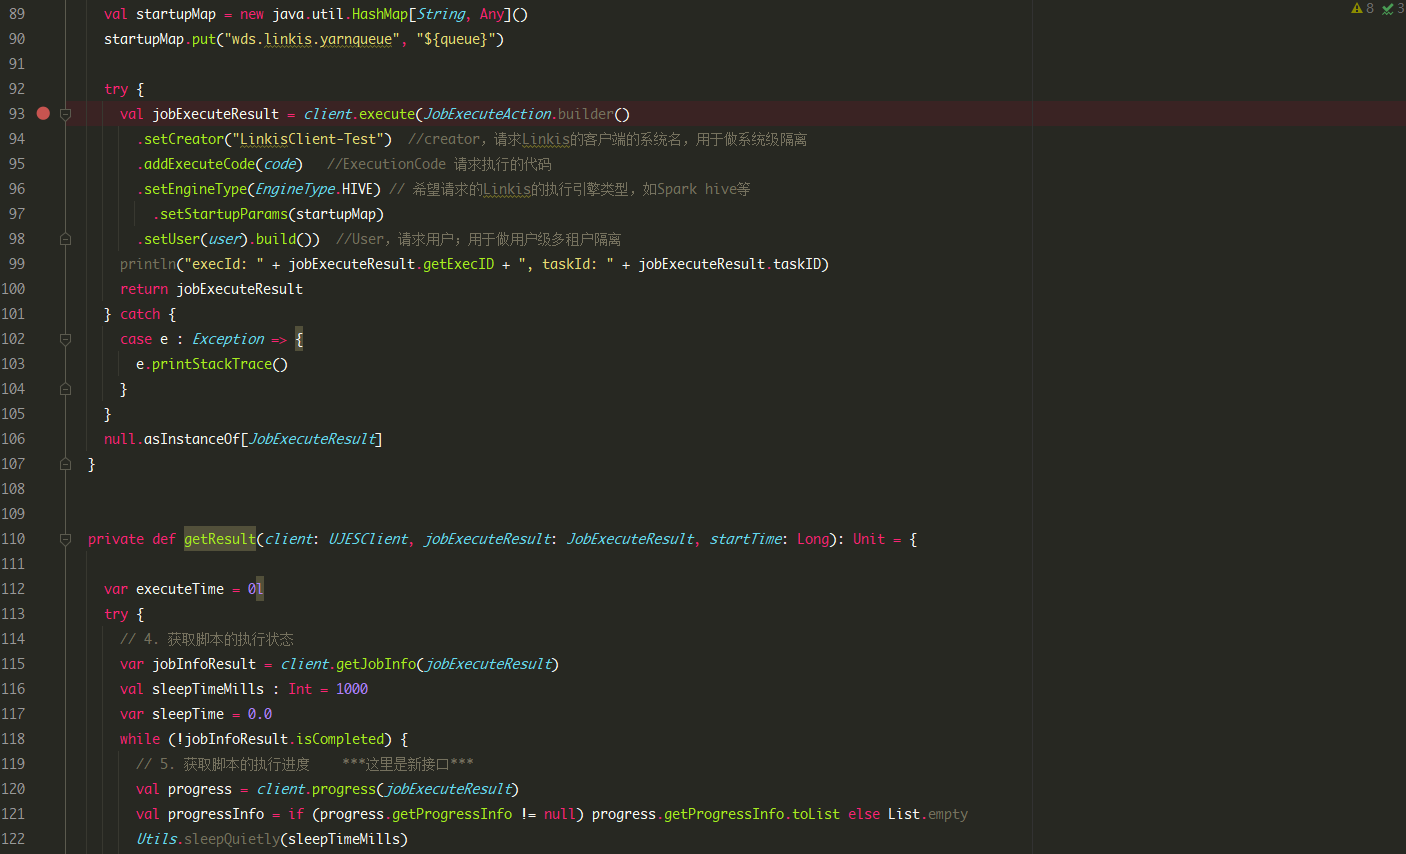 89 val startupMap = new java.util.HashMap[String, Any]()
90 startupMap.put("wds.linkis.yarnqueue", "${queue}")
91
92 try {
93 val jobExecuteResult = client.execute(JobExecuteAction.builder()
94 .setCreator("LinkisClient-Test")  //creator，请求Linkis的客户端的系统名，用于做系统级隔离
95 .addExecuteCode(code)   //ExecutionCode 请求执行的代码
96 .setEngineType(EngineType.HIVE) // 希望请求的Linkis的执行引擎类型，如Spark hive等
97 .setStartupParams(startupMap)
98 .setUser(user).build())  //User，请求用户；用于做用户级多租户隔离
99 println("execId: " + jobExecuteResult.getExecID + ", taskId: " + jobExecuteResult.taskID)
100 return jobExecuteResult
101 } catch {
102 case e : Exception => {
103 e.printStackTrace()
104 }
105 }
106 null.asInstanceOf[JobExecuteResult]
107 }
108
109
110 private def getResult(client: UJESClient, jobExecuteResult: JobExecuteResult, startTime: Long): Unit = {
111
112 var executeTime = 0l
113 try {
114 // 4. 获取脚本的执行状态
115 var jobInfoResult = client.getJobInfo(jobExecuteResult)
116 val sleepTimeMills : Int = 1000
117 var sleepTime = 0.0
118 while (!jobInfoResult.isCompleted) {
119 // 5. 获取脚本的执行进度    ***这里是新接口***
120 val progress = client.progress(jobExecuteResult)
121 val progressInfo = if (progress.getProgressInfo != null) progress.getProgressInfo.toList else List.empty
122 Utils.sleepQuietly(sleepTimeMills)
8 3